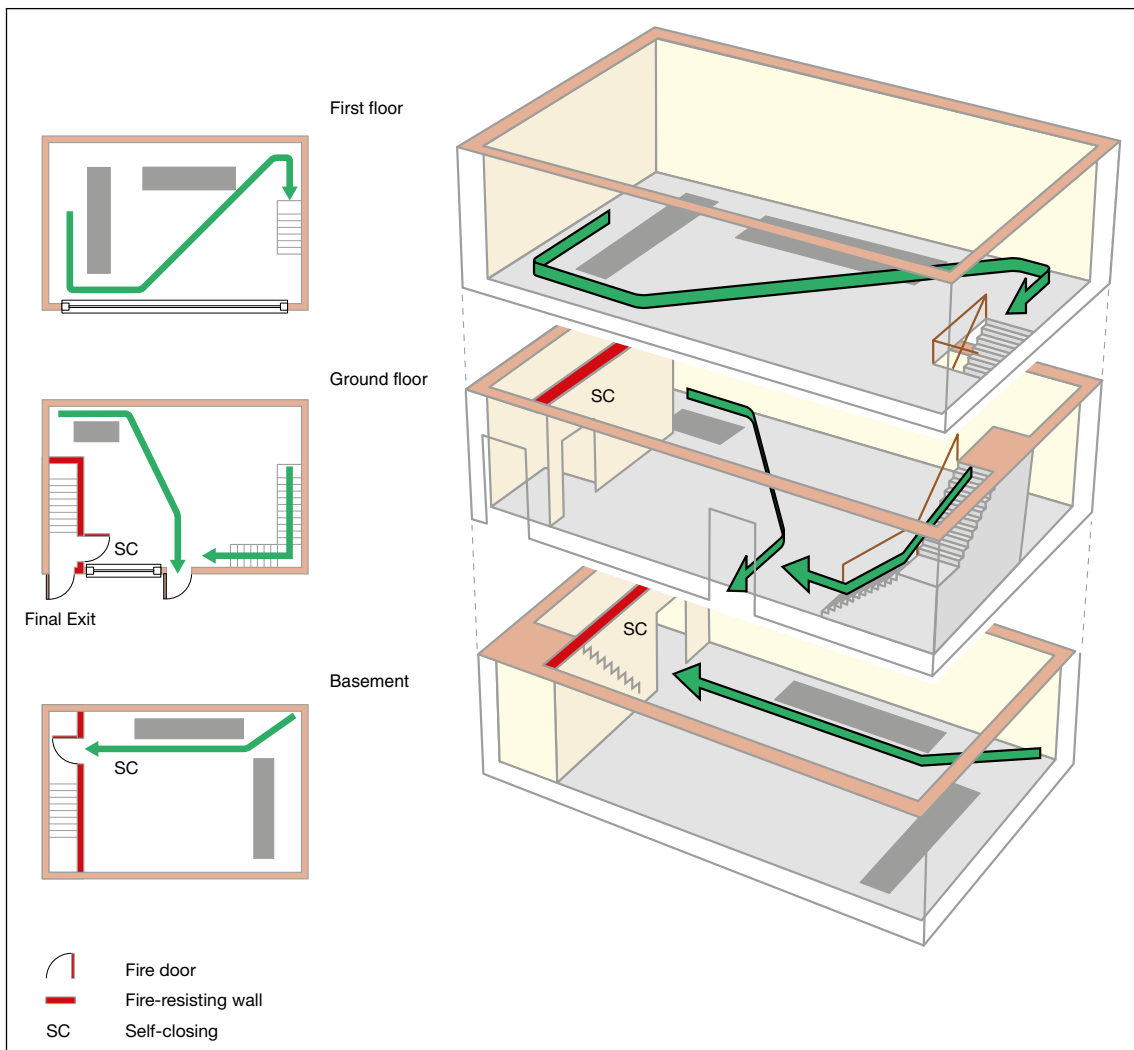 First floor
Ground floor
SC
SC
Final Exit
SC
Basement
SC
Fire door
Fire-resisting wall
SC Self-closing